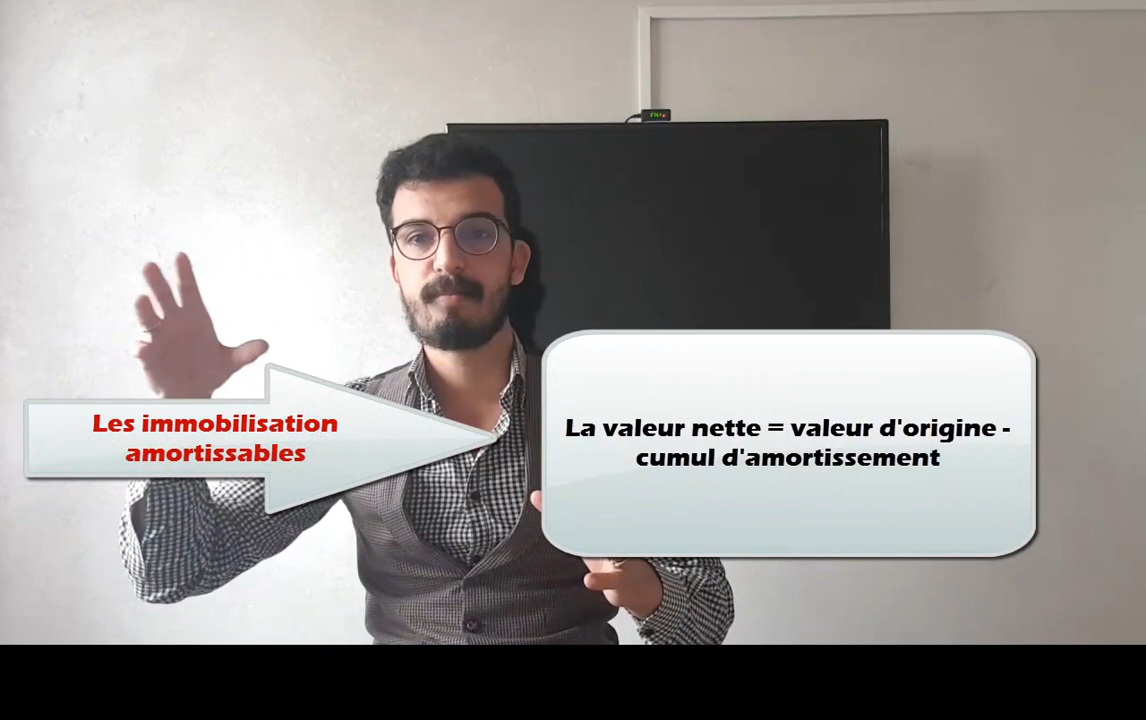 Les immobilisation
amortissables
La valeur nette = valeur d'origine -
cumul d'amortissement